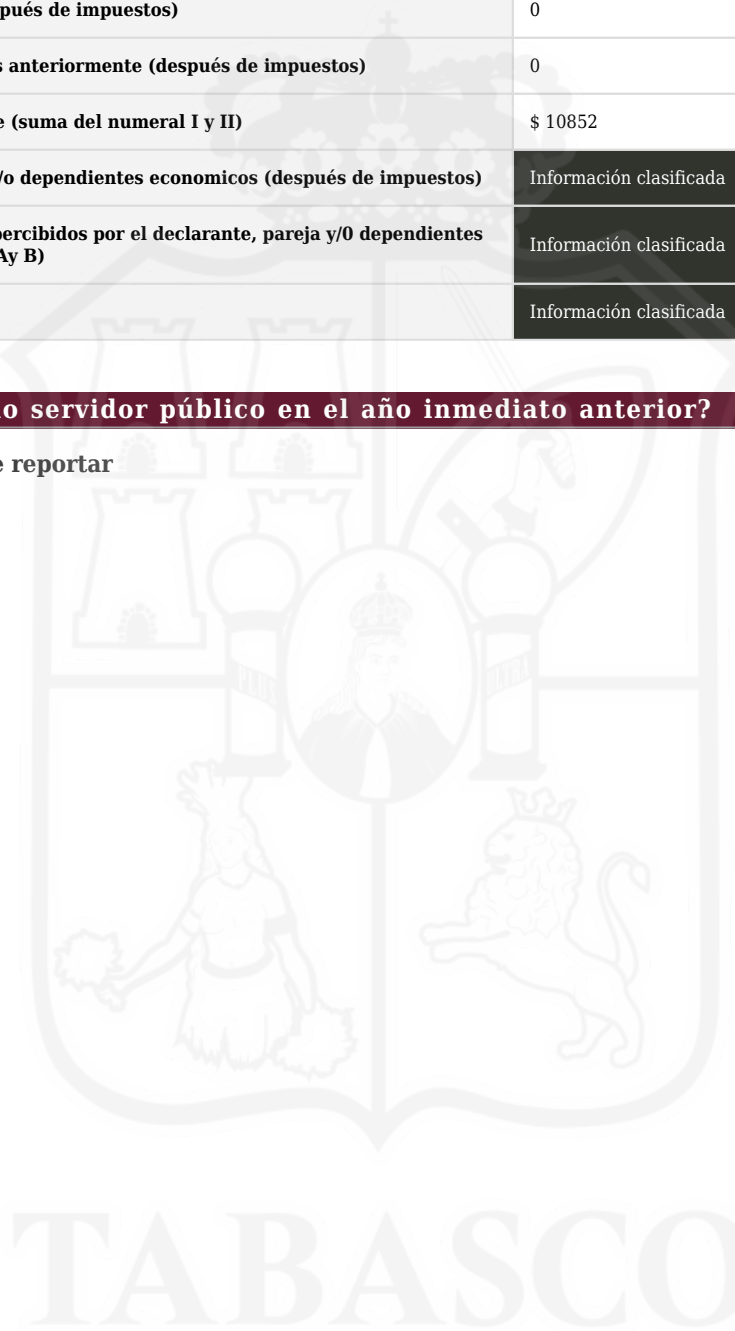 pués de impuestos) 0
s anteriormente (después de impuestos) 0
e (suma del numeral I y II) $ 10852
/o dependientes economicos (después de impuestos) Información clasificada
percibidos por el declarante, pareja y/0 dependientes
Ay B) Información clasificada
Información clasificada
o servidor público en el año inmediato anterior?
e reportar
PLUS ULTRA
TABASCO